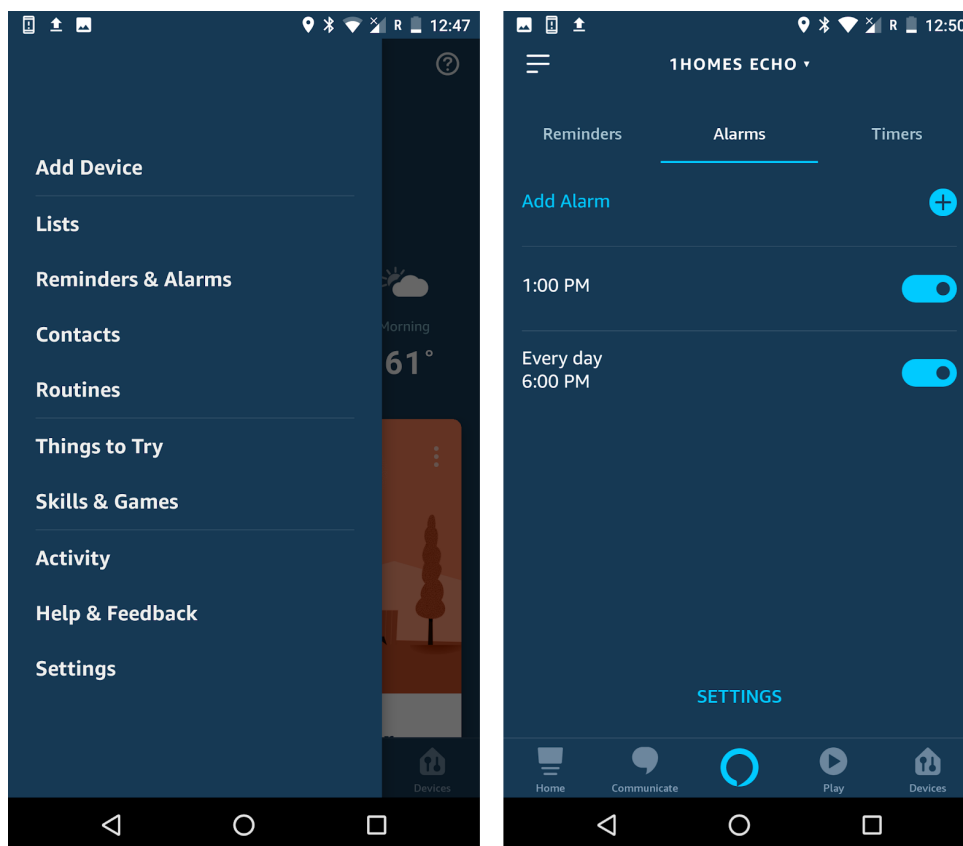 R 12:47
Add Device
Lists
Reminders & Alarms
Contacts
Routines
Things to Try
Skills & Games
Activity
Help & Feedback
Settings
Morning
61°
Devices
R 12:50
1HOMES ECHO
Reminders Alarms Timers
Add Alarm
1:00 PM
Every day
6:00 PM
SETTINGS
Home Communicate Play Devices